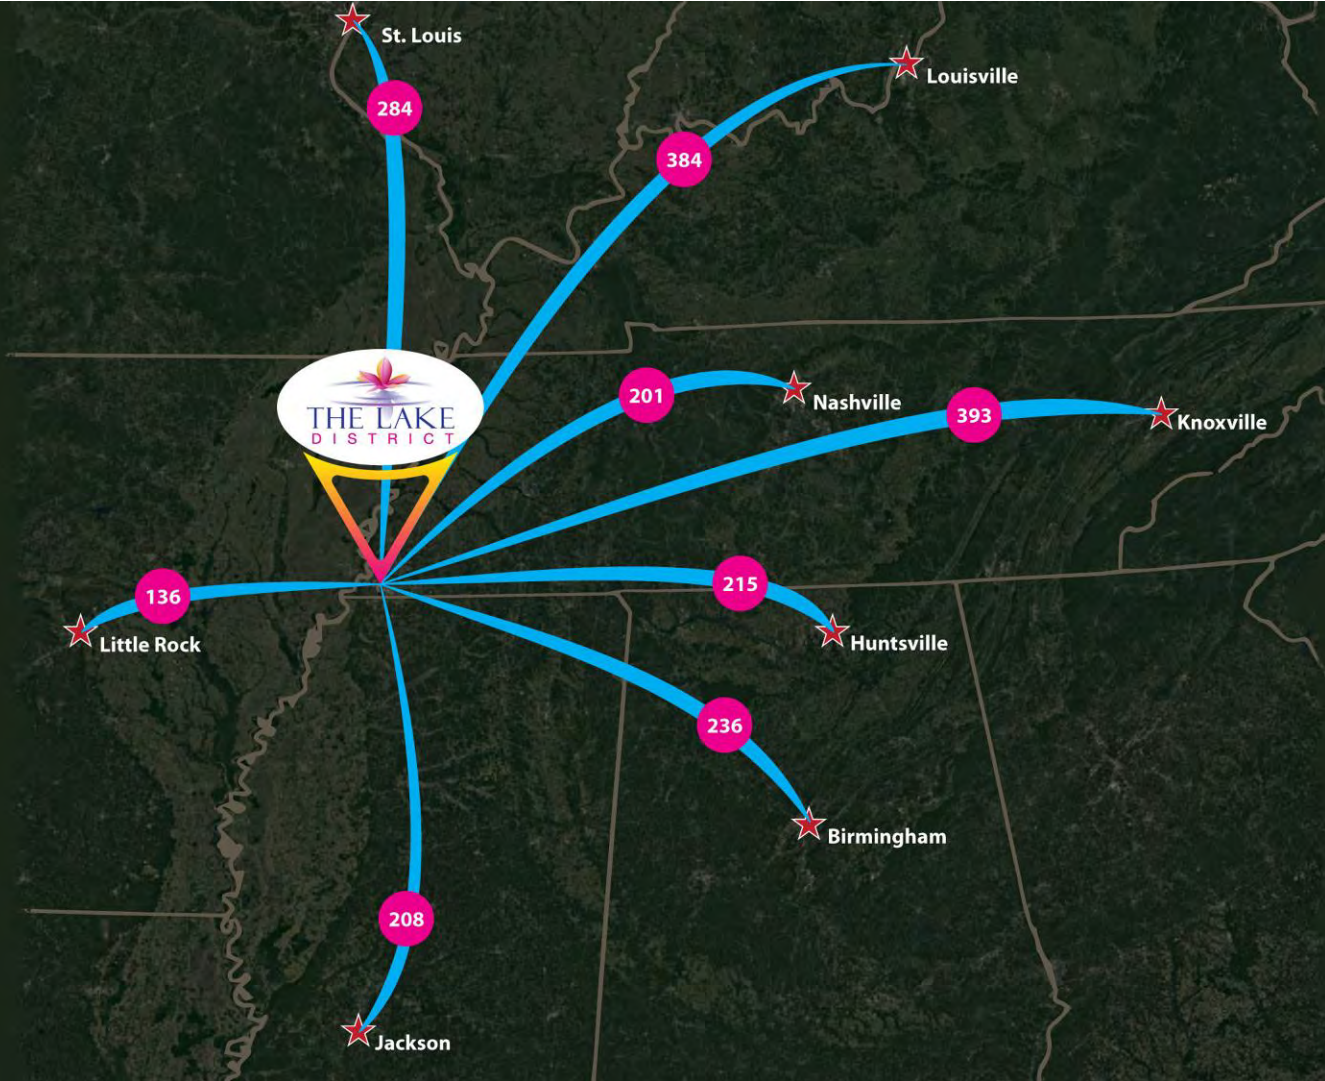 St. Louis
284
Louisville
384
THE LAKE
DISTRICT
201
Nashville
393
Knoxville
136
Little Rock
215
Huntsville
236
Birmingham
208
Jackson